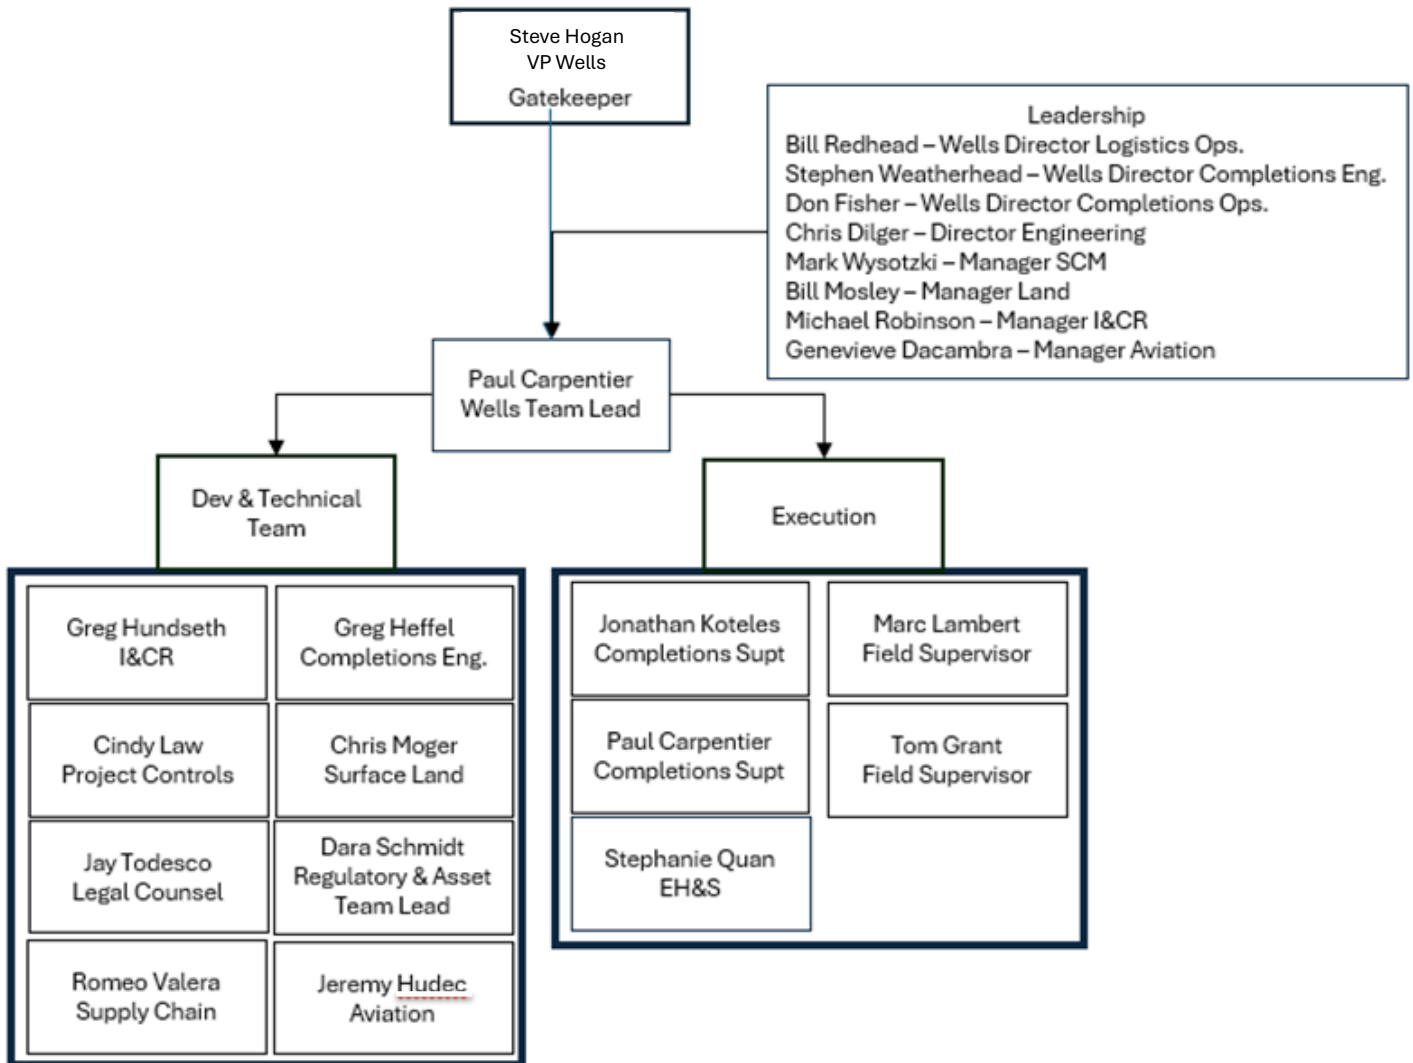 Steve Hogan
VP Wells
Gatekeeper
Leadership
Bill Redhead – Wells Director Logistics Ops.
Stephen Weatherhead – Wells Director Completions Eng.
Don Fisher – Wells Director Completions Ops.
Chris Dilger – Director Engineering
Mark Wysotzki – Manager SCM
Bill Mosley – Manager Land
Michael Robinson – Manager I&CR
Genevieve Dacambra – Manager Aviation
Paul Carpentier
Wells Team Lead
Dev & Technical
Team
Execution
Greg Hundseth
I&CR
Greg Heffel
Completions Eng.
Cindy Law
Project Controls
Chris Moger
Surface Land
Jay Todesco
Legal Counsel
Dara Schmidt
Regulatory & Asset
Team Lead
Romeo Valera
Supply Chain
Jeremy Hudec
Aviation
Jonathan Koteles
Completions Supt
Marc Lambert
Field Supervisor
Paul Carpentier
Completions Supt
Tom Grant
Field Supervisor
Stephanie Quan
EH&S